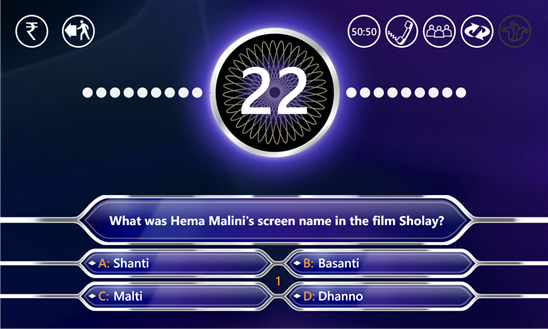 ₹
50:50
22
What was Hema Malini's screen name in the film Sholay?
A: Shanti
B: Basanti
1
C: Malti
D: Dhanno